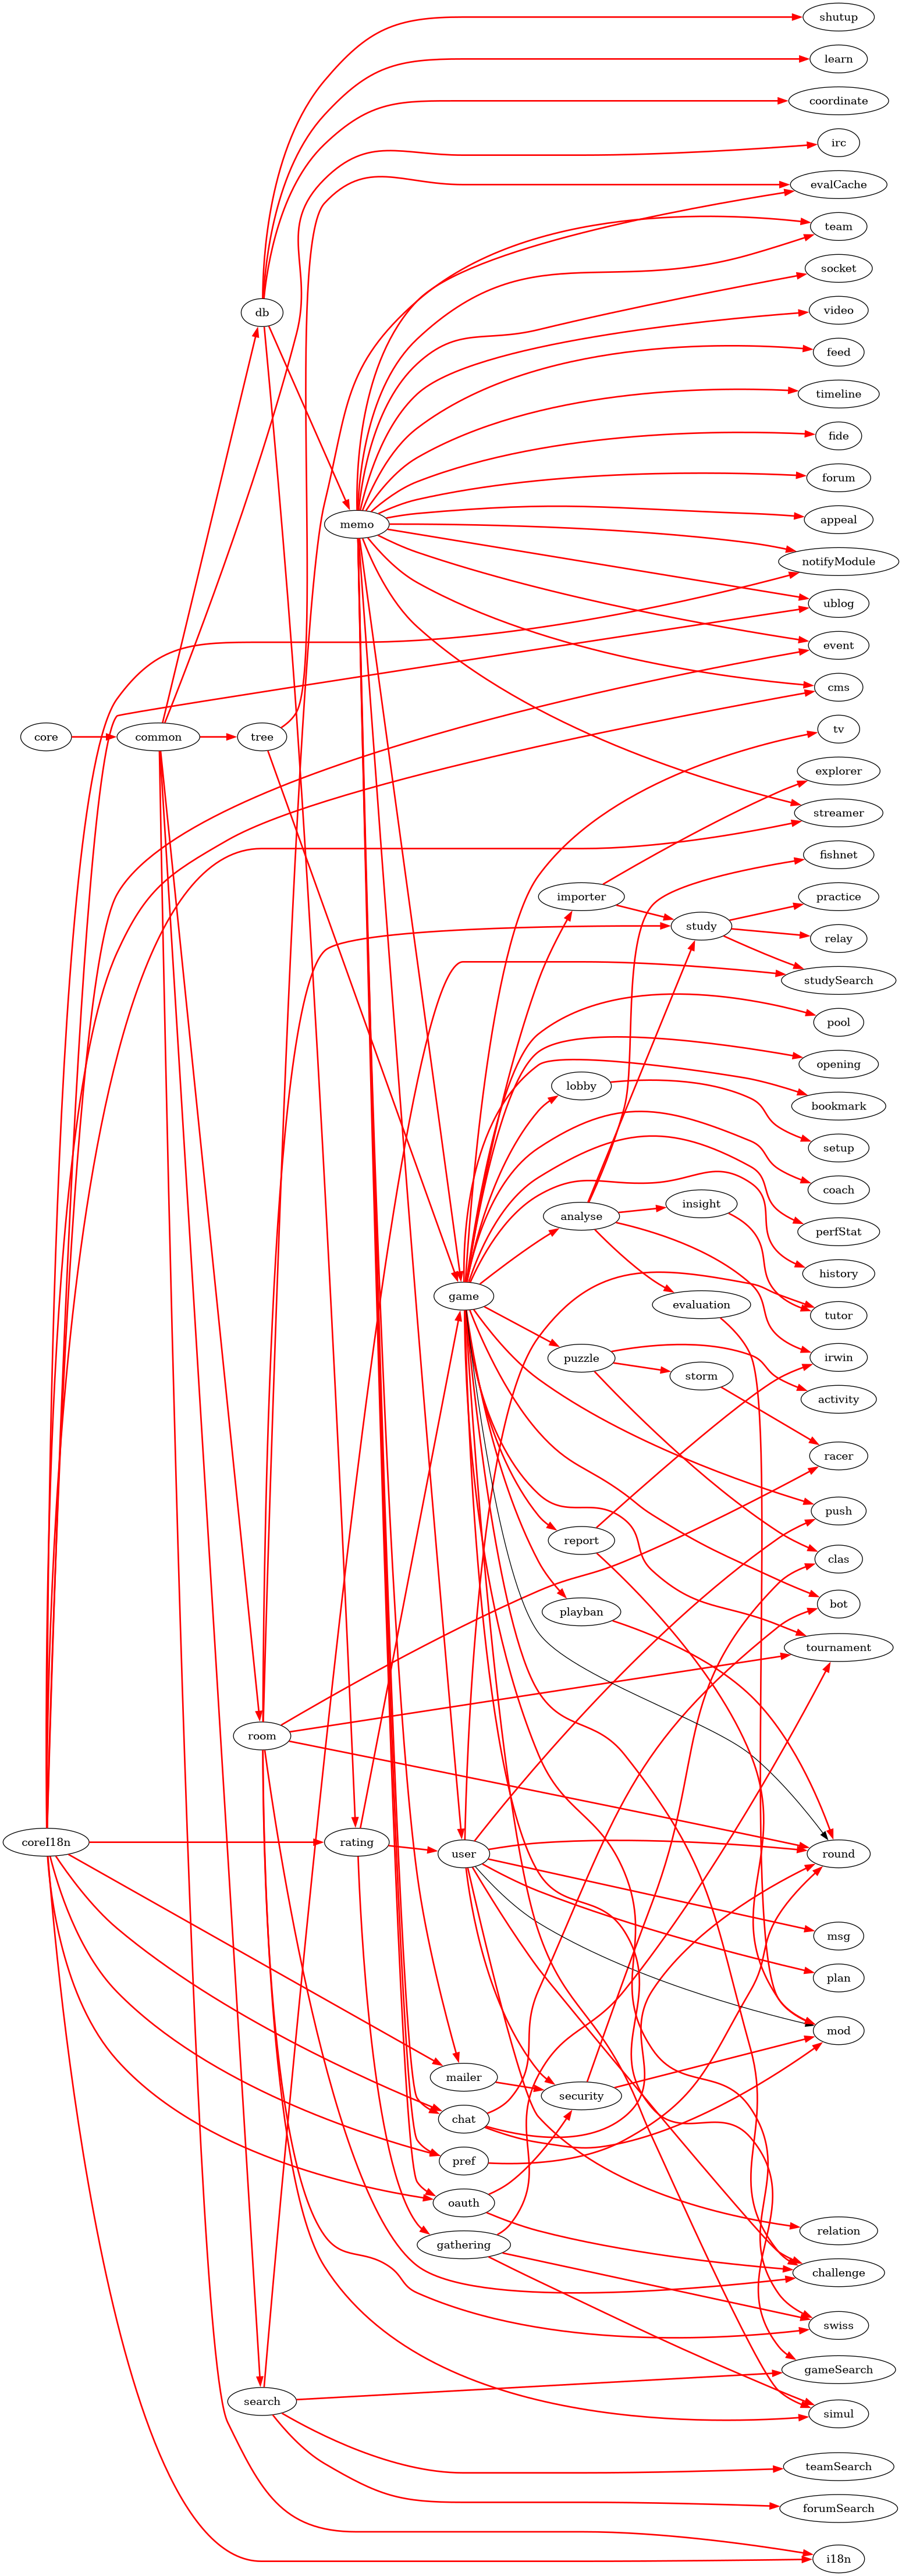 shutup
learn
coordinate
irc
evalCache
team
socket
db
video
feed
timeline
fide
forum
appeal
memo
notifyModule
ublog
event
cms
tv
core
common
tree
explorer
streamer
fishnet
importer
practice
study
relay
studySearch
pool
opening
lobby
bookmark
setup
coach
insight
analyse
perfStat
history
game
evaluation
tutor
puzzle
irwin
storm
activity
racer
push
report
clas
bot
playban
tournament
room
coreI18n
rating
user
round
msg
plan
mod
mailer
security
chat
pref
oauth
relation
gathering
challenge
swiss
gameSearch
search
simul
teamSearch
forumSearch
i18n